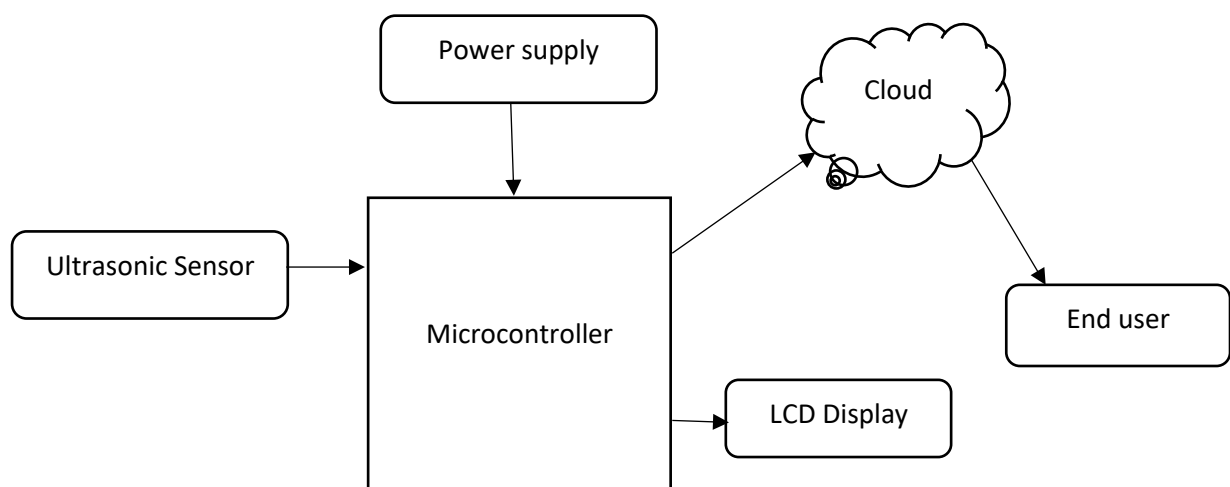 Power supply
Cloud
Ultrasonic Sensor
End user
Microcontroller
LCD Display